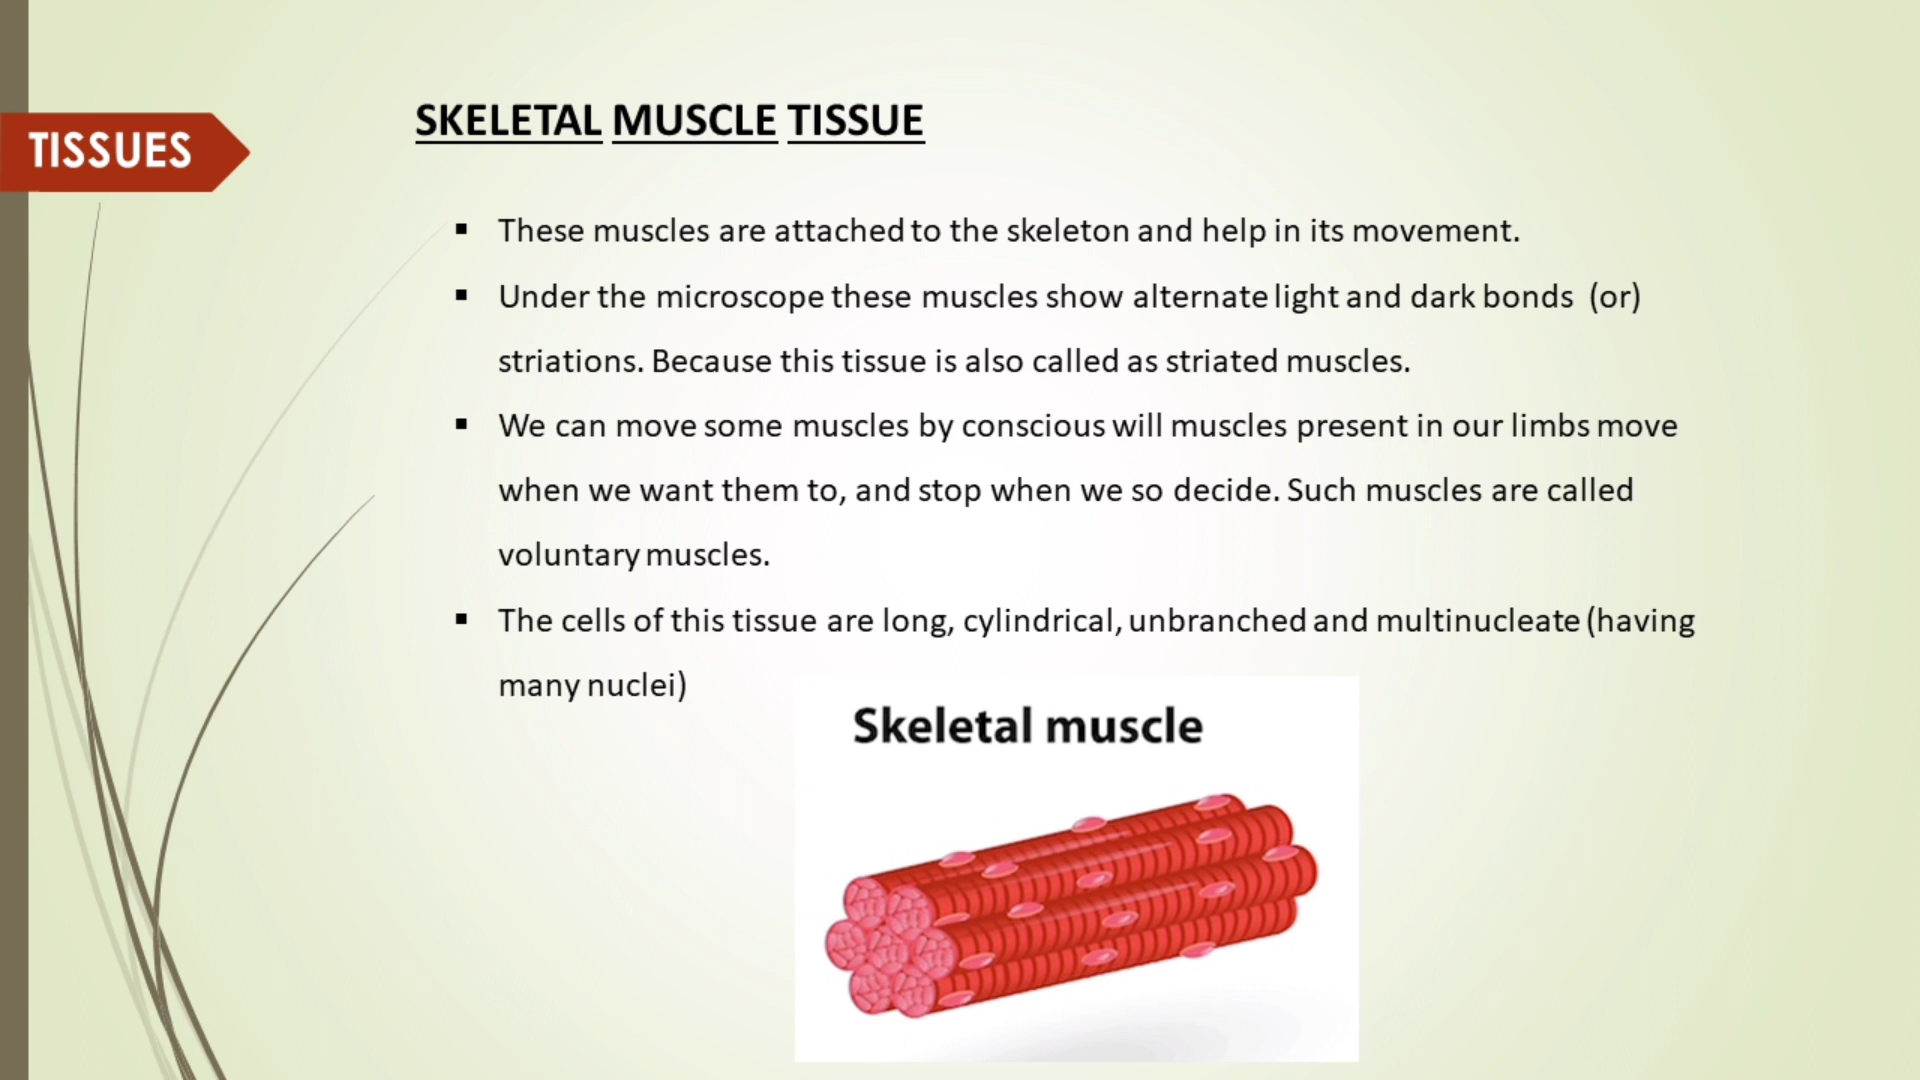 TISSUES
SKELETAL MUSCLE TISSUE
▪ These muscles are attached to the skeleton and help in its movement.
▪ Under the microscope these muscles show alternate light and dark bonds (or)
striations. Because this tissue is also called as striated muscles.
▪ We can move some muscles by conscious will muscles present in our limbs move
when we want them to, and stop when we so decide. Such muscles are called
voluntary muscles.
▪ The cells of this tissue are long, cylindrical, unbranched and multinucleate (having
many nuclei)
Skeletal muscle